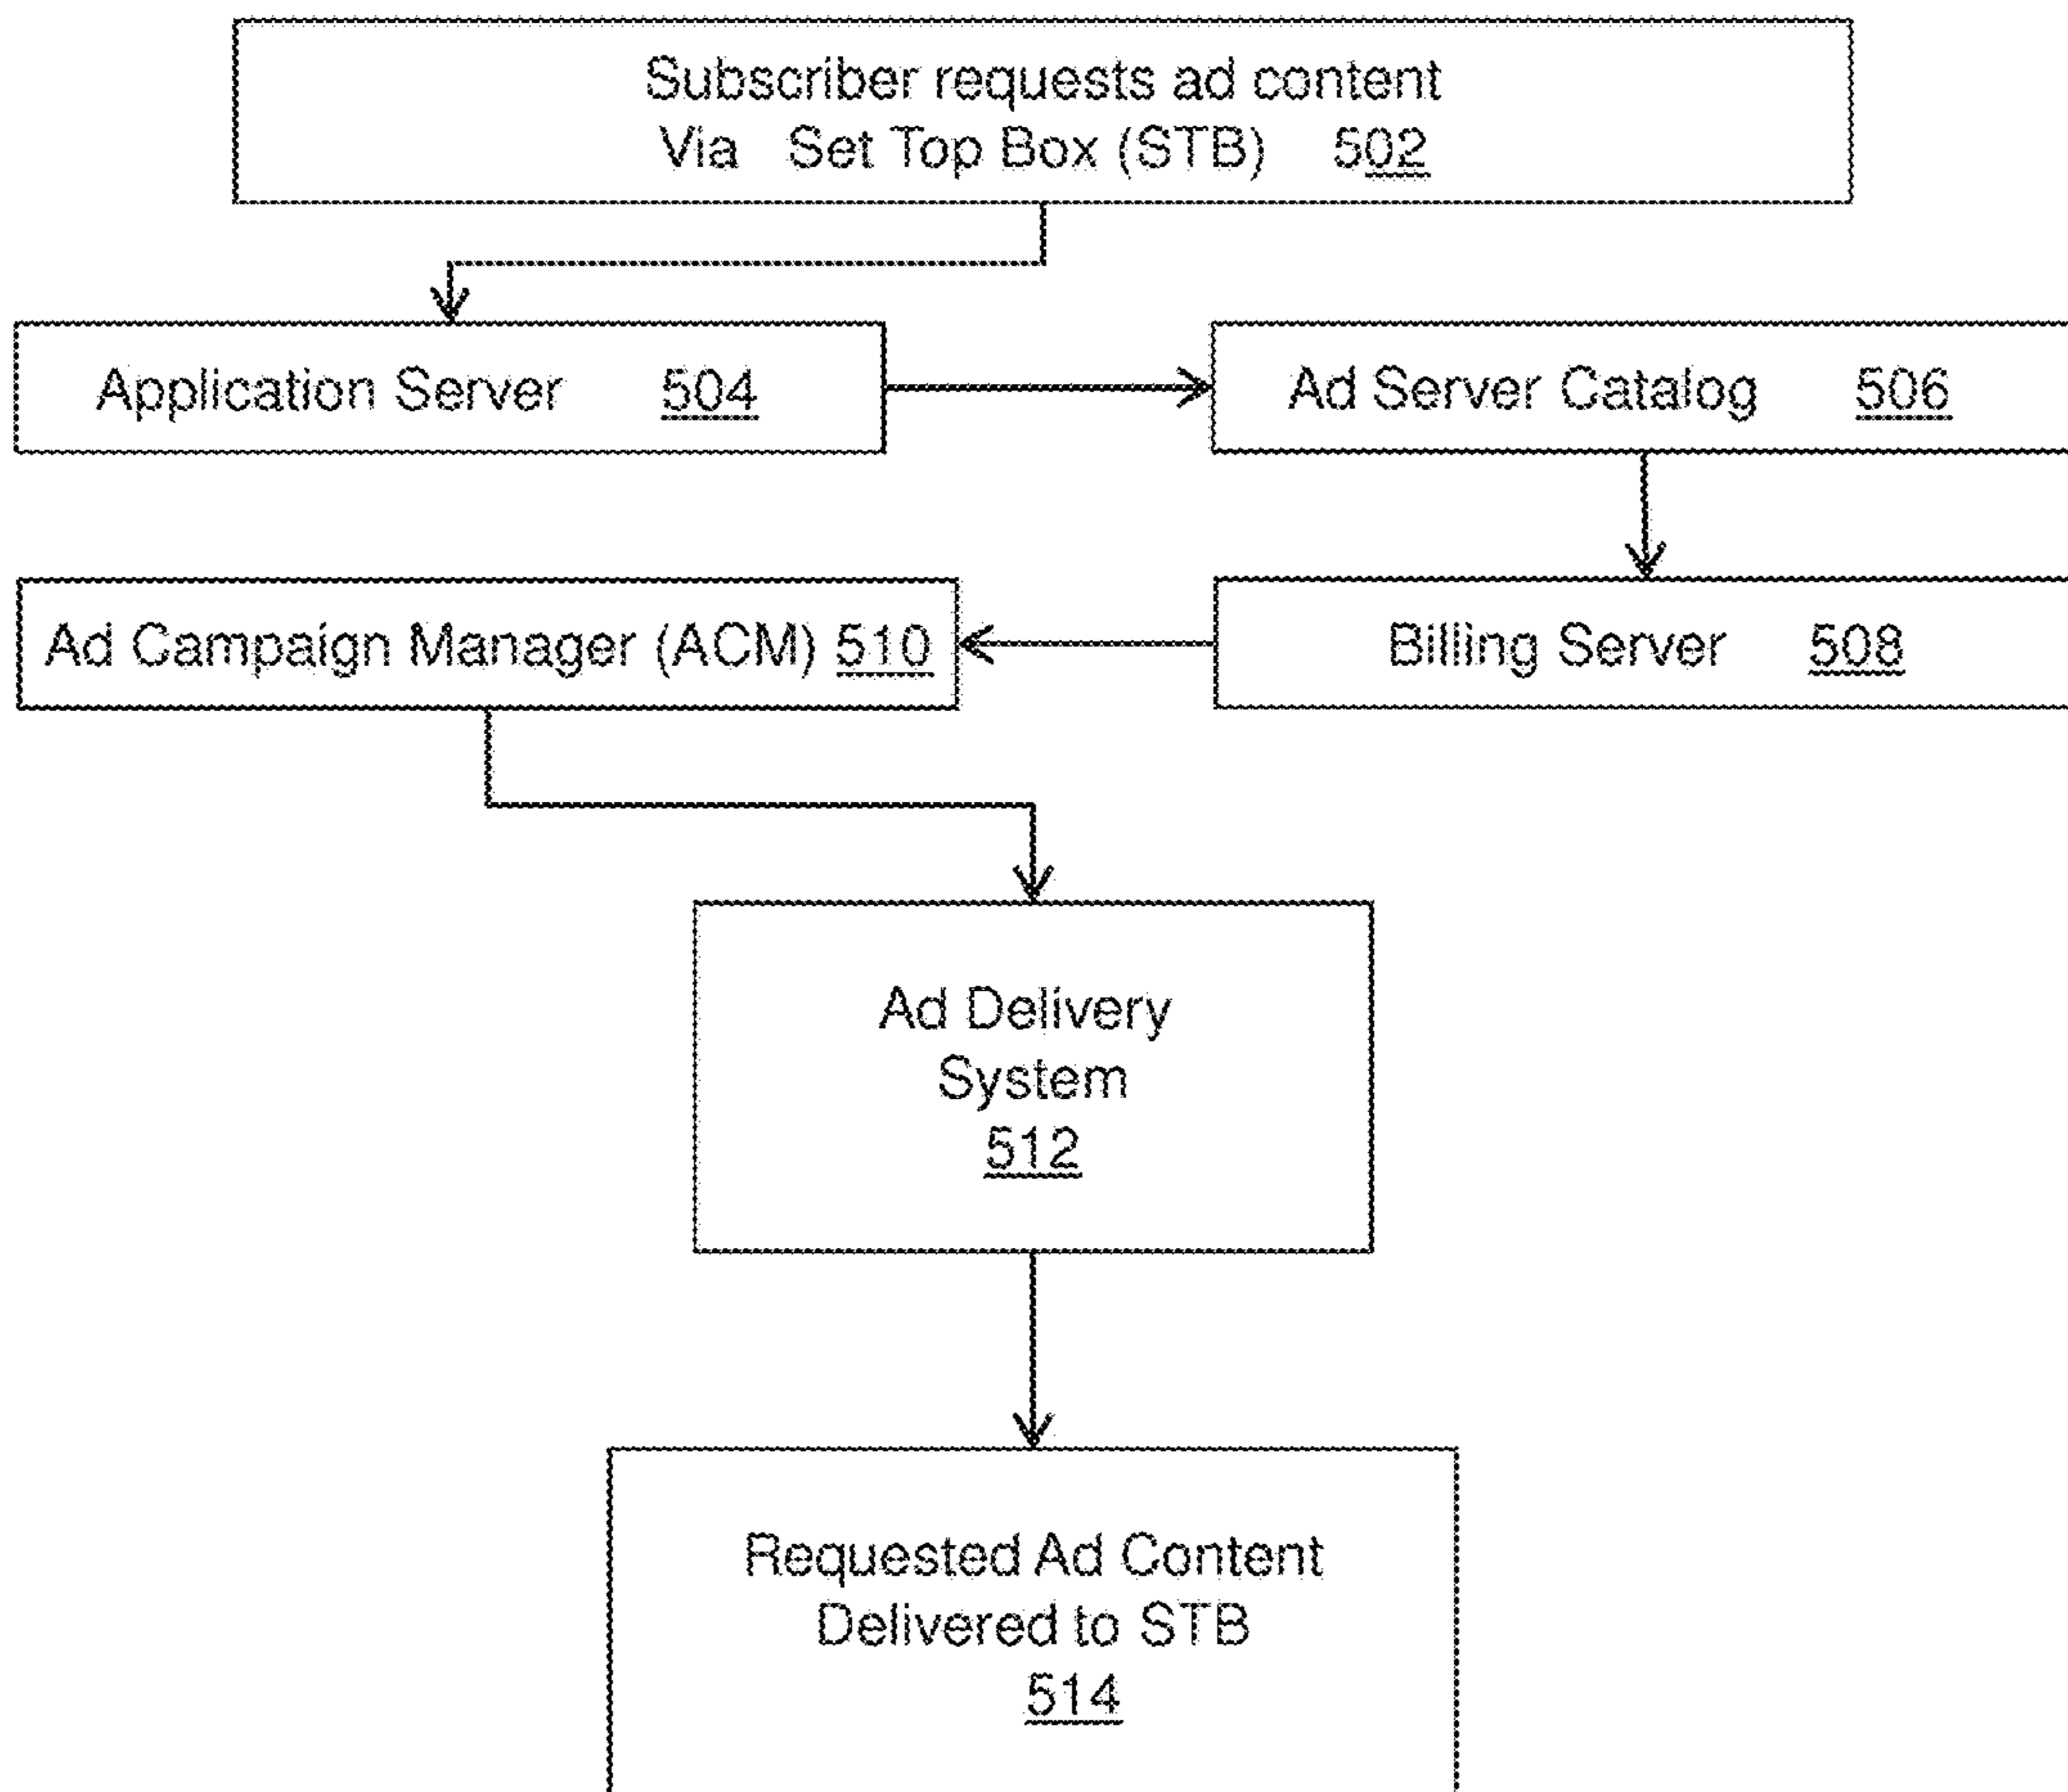 Subscriber requests ad content
Via Set Top Box (STB) 502
Application Server 504
Ad Server Catalog 506
Ad Campaign Manager (ACM) 510
Billing Server 508
Ad Delivery
System
512
Requested Ad Content
Delivered to STB
514